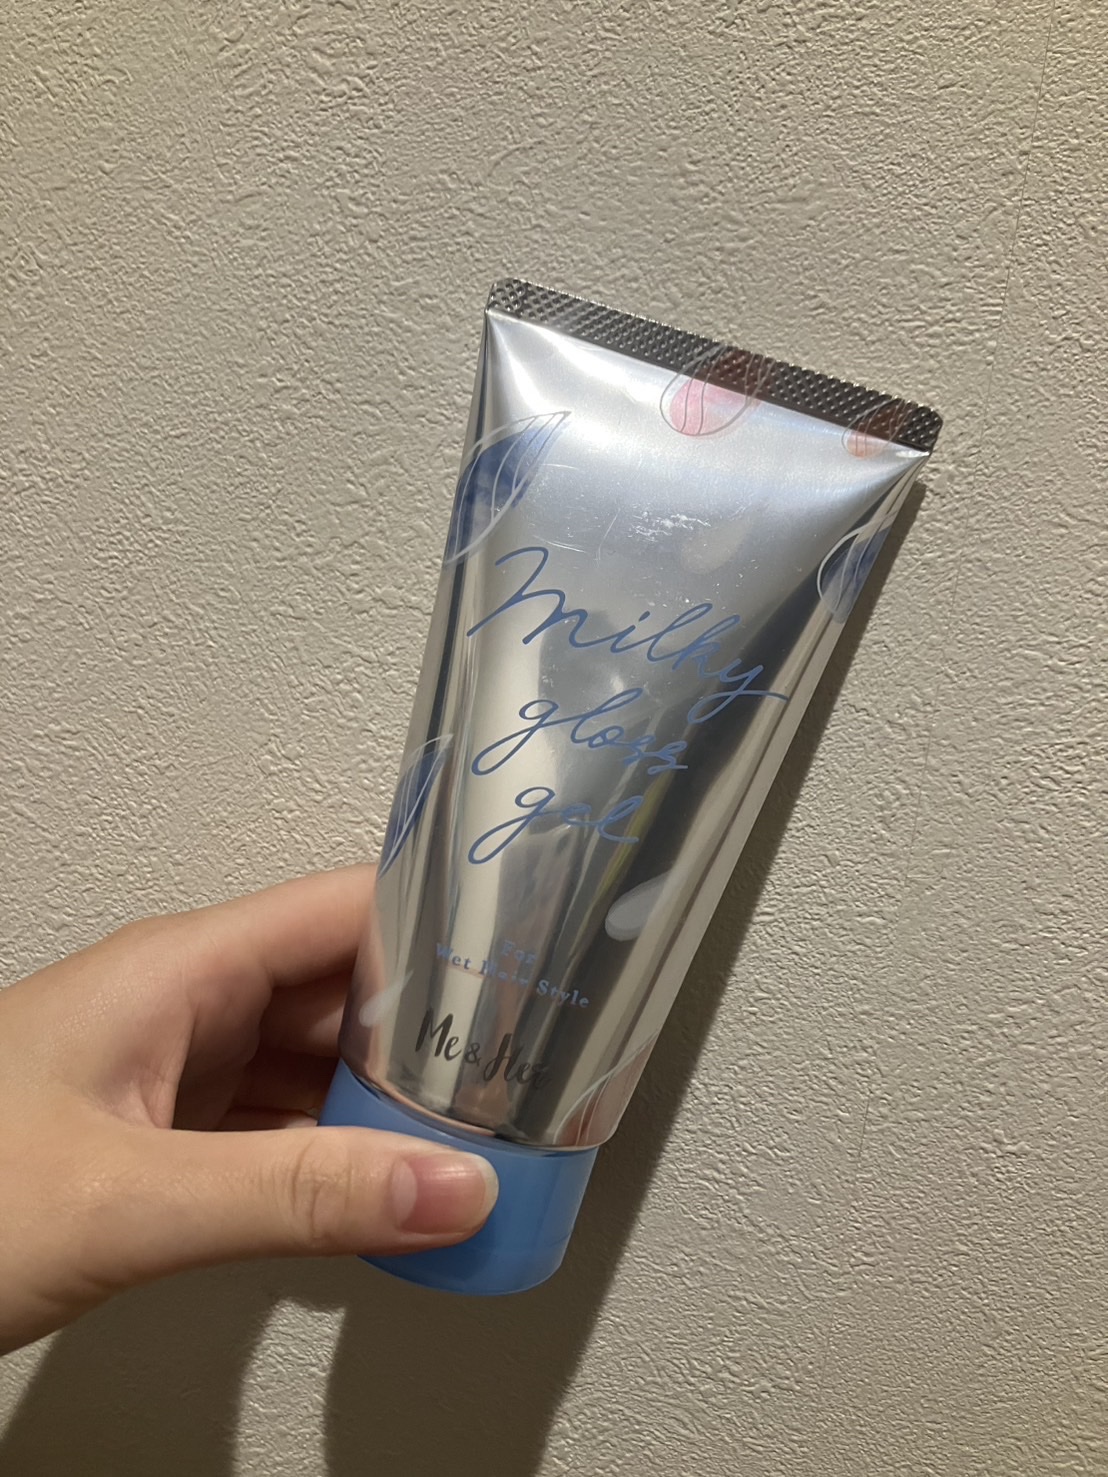 Milky
gloss
gel
For
Wet Hair Style
Me & Her